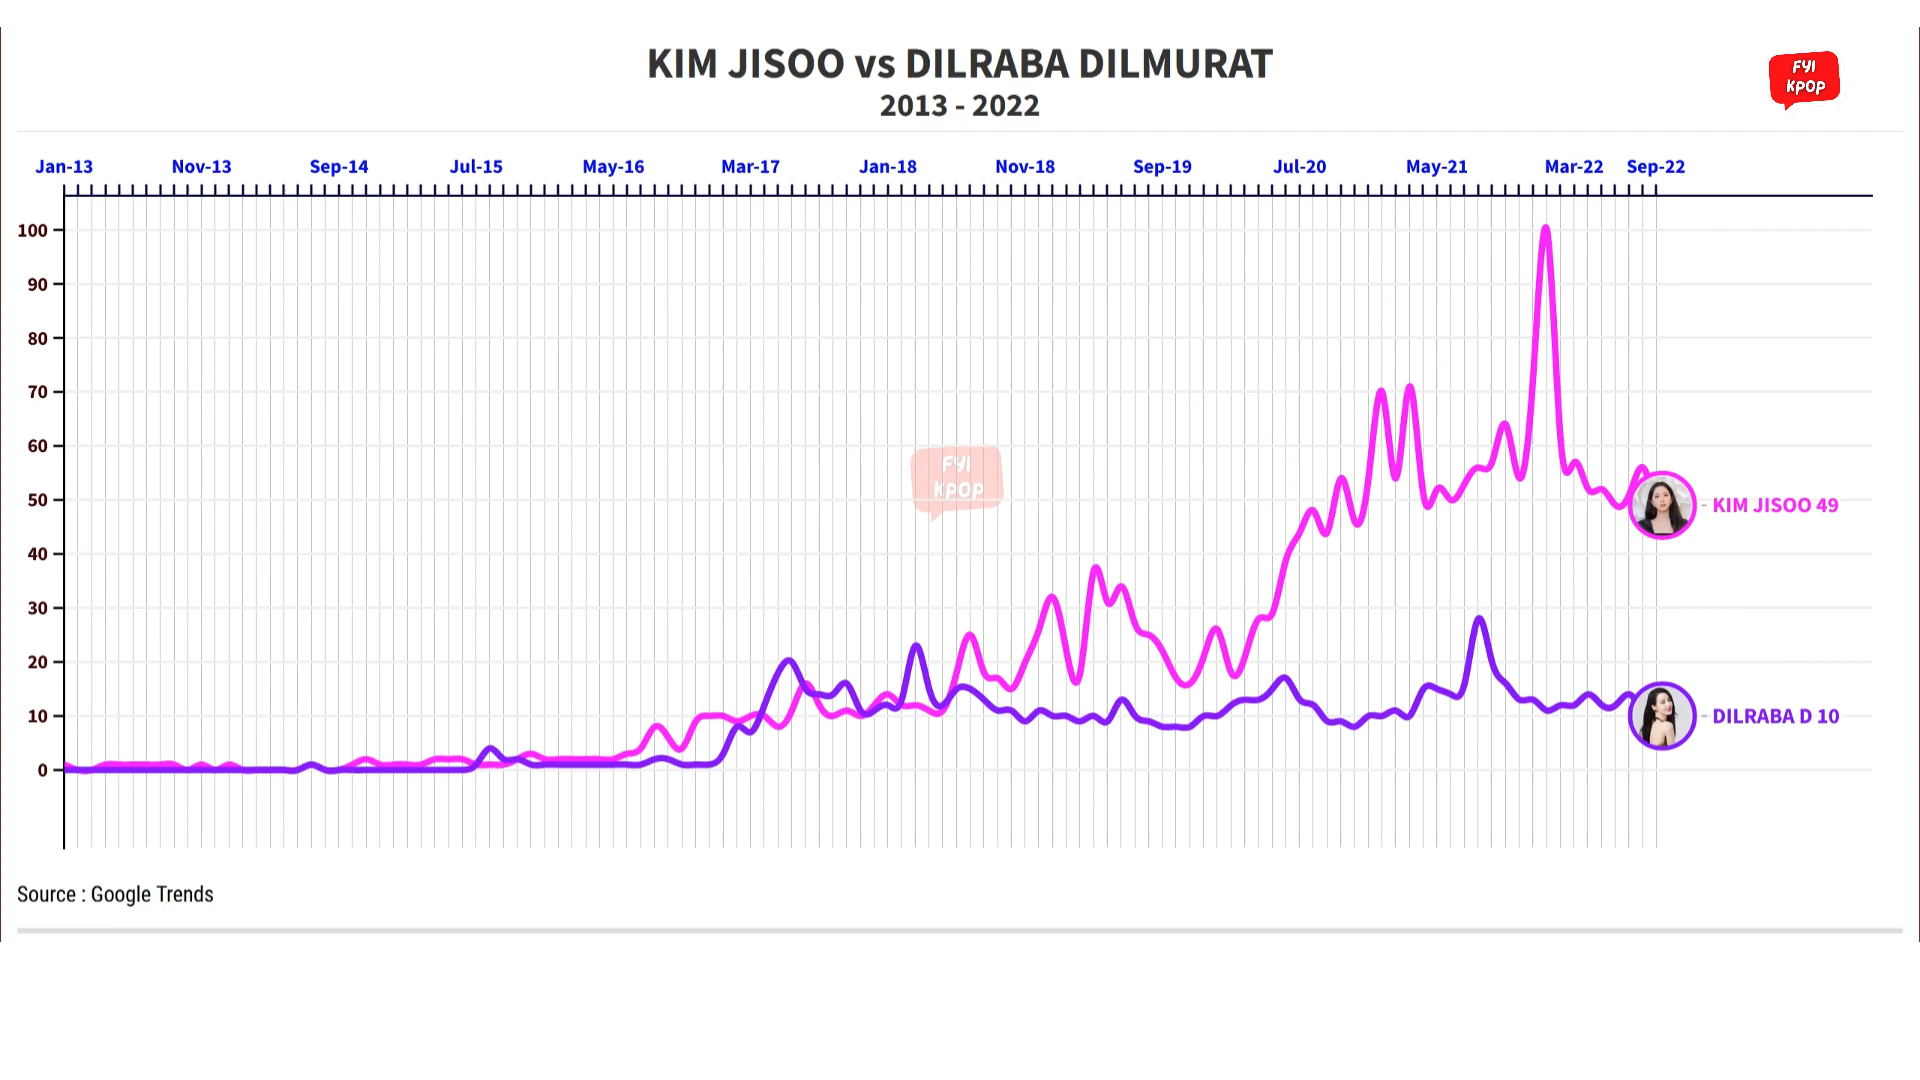 KIM JISOO vs DILRABA DILMURAT
2013 - 2022
FYI
KPOP
Jan-13 Nov-13 Sep-14 Jul-15 May-16 Mar-17 Jan-18 Nov-18 Sep-19 Jul-20 May-21 Mar-22 Sep-22
100
90
80
70
60
FYI
KPOP
50
KIM JISOO 49
40
30
20
10
DILRABA D 10
0
Source : Google Trends